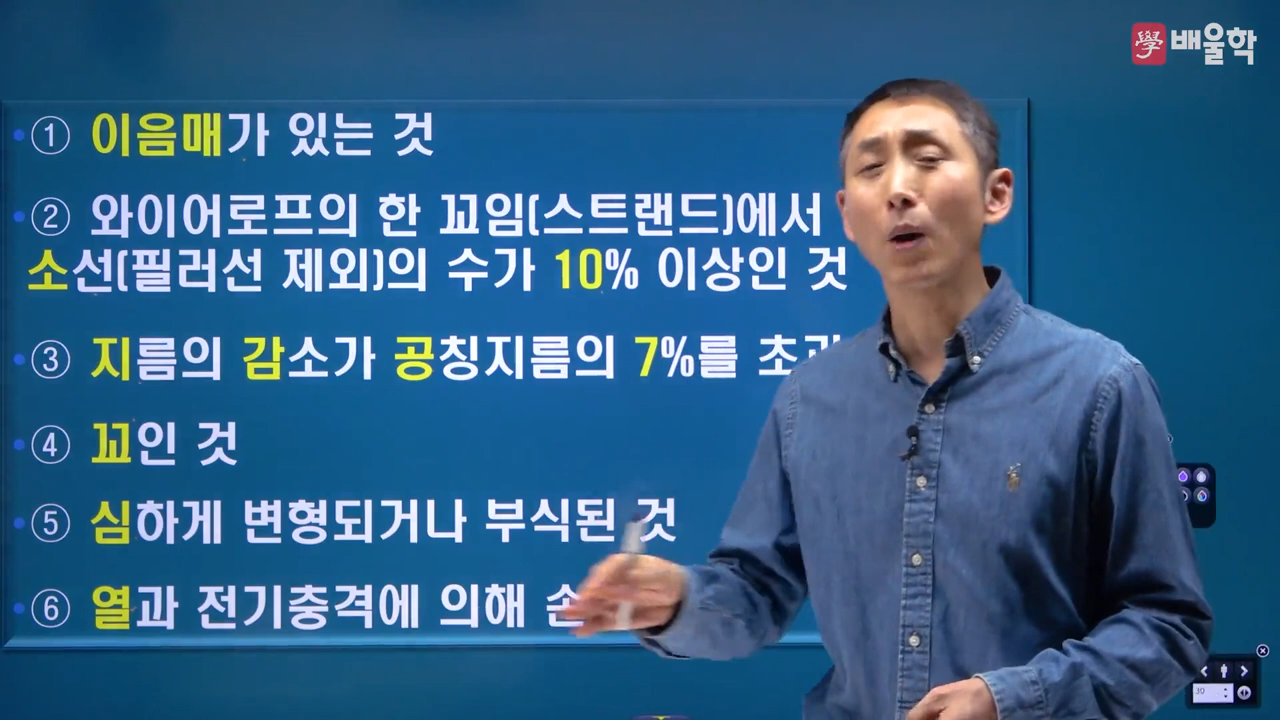 學 배울학
• ① 이음매가 있는 것
• ② 와이어로프의 한 꼬임(스트랜드)에서
소선(필러선 제외)의 수가 10% 이상인 것
• ③ 지름의 감소가 공칭지름의 7%를
• ④ 꼬인 것
• ⑤ 심하게 변형되거나 부식된 것
• ⑥ 열과 전기충격에 의해
30